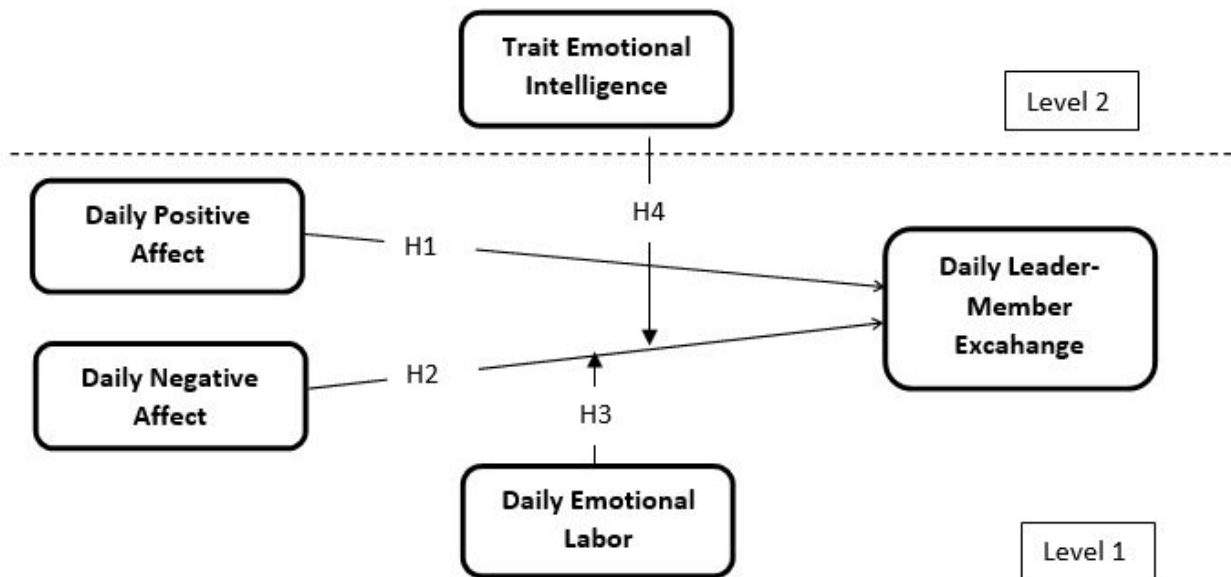 Trait Emotional
Intelligence
Level 2
Daily Positive
Affect
H4
H1
Daily Leader-
Member
Excahange
Daily Negative
Affect
H2
H3
Daily Emotional
Labor
Level 1